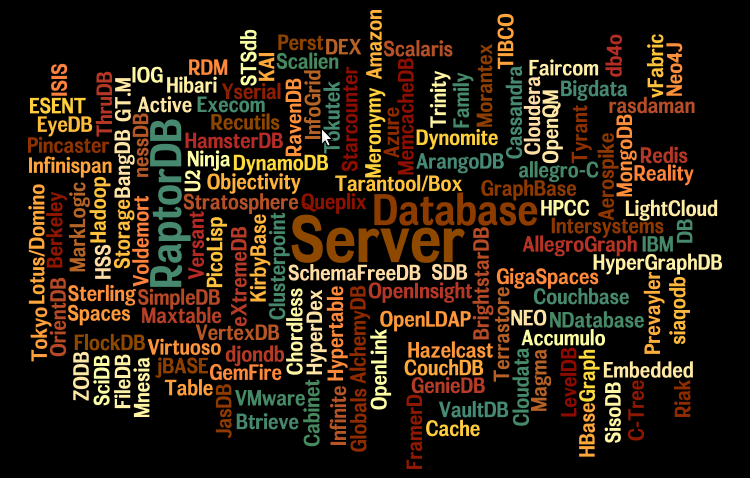 Perst
DEX
Amazon
Scalaris
TIBCO
STSdb
KAI
Scalien
db4o
vFabric
Neo4J
RDM
IOG
Hibari
ISIS
ThruDB
GT.M
Yserial
InfoGrid
Tokutek
Starcounter
Meronymy
Azure
MemcacheDB
Trinity
Family
Morantex
Cassandra
Faircom
Cloudera
OpenQM
Bigdata
rasdaman
ESENT
EyeDB
Active
Execom
Recutils
RavenDB
Tyrant
Aerospike
MongoDB
Pincaster
BangDB
nessDB
RaptorDB
HamsterDB
Dynomite
Redis
Infinispan
Ninja
DynamoDB
ArangoDB
allegro-C
Reality
U2
Objectivity
Tarantool/Box
GraphBase
Lotus/Domino
Berkeley
MarkLogic
Hadoop
Storage
Voldemort
Stratosphere
Queplix
Database
HPCC
LightCloud
Versant
PicoLisp
eXtremeDB
KirbyBase
Clusterpoint
Server
Intersystems
AllegroGraph
IBM
DB
HSS
HyperGraphDB
SchemaFreeDB
SDB
BrightstarDB
GigaSpaces
Tokyo
OrientDB
Sterling
SimpleDB
OpenInsight
Couchbase
Prevayler
siaqodb
Spaces
Maxtable
Chordless
HyperDex
Hypertable
AlchemyDB
OpenLDAP
Terrastore
NEO
NDatabase
VertexDB
Accumulo
FlockDB
Virtuoso
djondb
OpenLink
Hazelcast
ZODB
SciDB
FileDB
Mnesia
jBASE
GemFire
CouchDB
Cloudata
Magma
LevelDB
HBase
Graph
Embedded
Table
JasDB
VMware
Cabinet
Infinite
Globals
GenieDB
SisoDB
C-Tree
Riak
Btrieve
FramerD
VaultDB
Cache